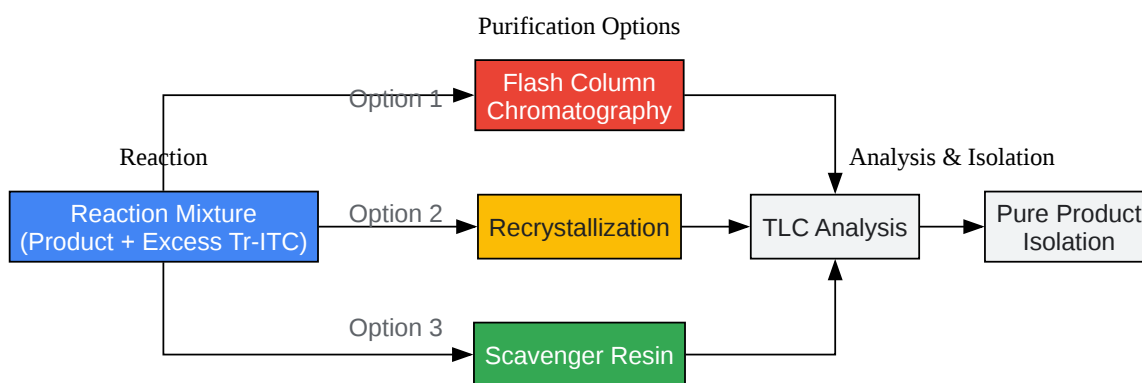 Purification Options
Option 1
Flash Column
Chromatography
Reaction
Analysis & Isolation
Reaction Mixture
(Product + Excess Tr-ITC)
Option 2
Recrystallization
TLC Analysis
Pure Product
Isolation
Option 3
Scavenger Resin